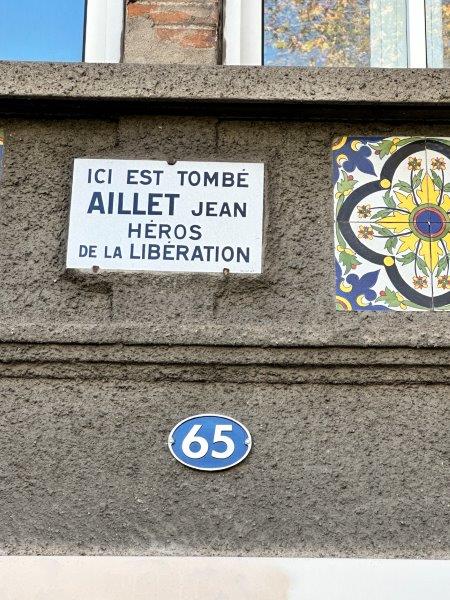 ICI EST TOMBÉ
AILLET JEAN
HÉROS
DE LA LIBÉRATION
65